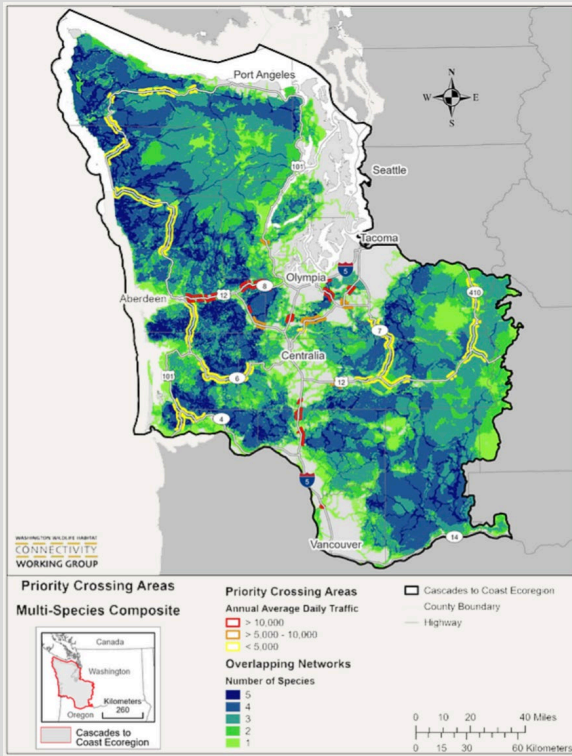 Port Angeles
N
W E
S
101
Seattle
Tacoma
5
Olympia
8
410
Aberdeen
12
7
Centralia
101
6
12
4
5
Vancouver
14
WASHINGTON WILDLIFE HABITAT
CONNECTIVITY
WORKING GROUP
Priority Crossing Areas
Multi-Species Composite
Canada
Washington
Kilometers
260
Oregon
Cascades to
Coast Ecoregion
Priority Crossing Areas
Annual Average Daily Traffic
> 10,000
> 5,000 - 10,000
< 5,000
Overlapping Networks
Number of Species
5
4
3
2
1
Cascades to Coast Ecoregion
County Boundary
Highway
0 20 40 Miles
0 15 30 60 Kilometers